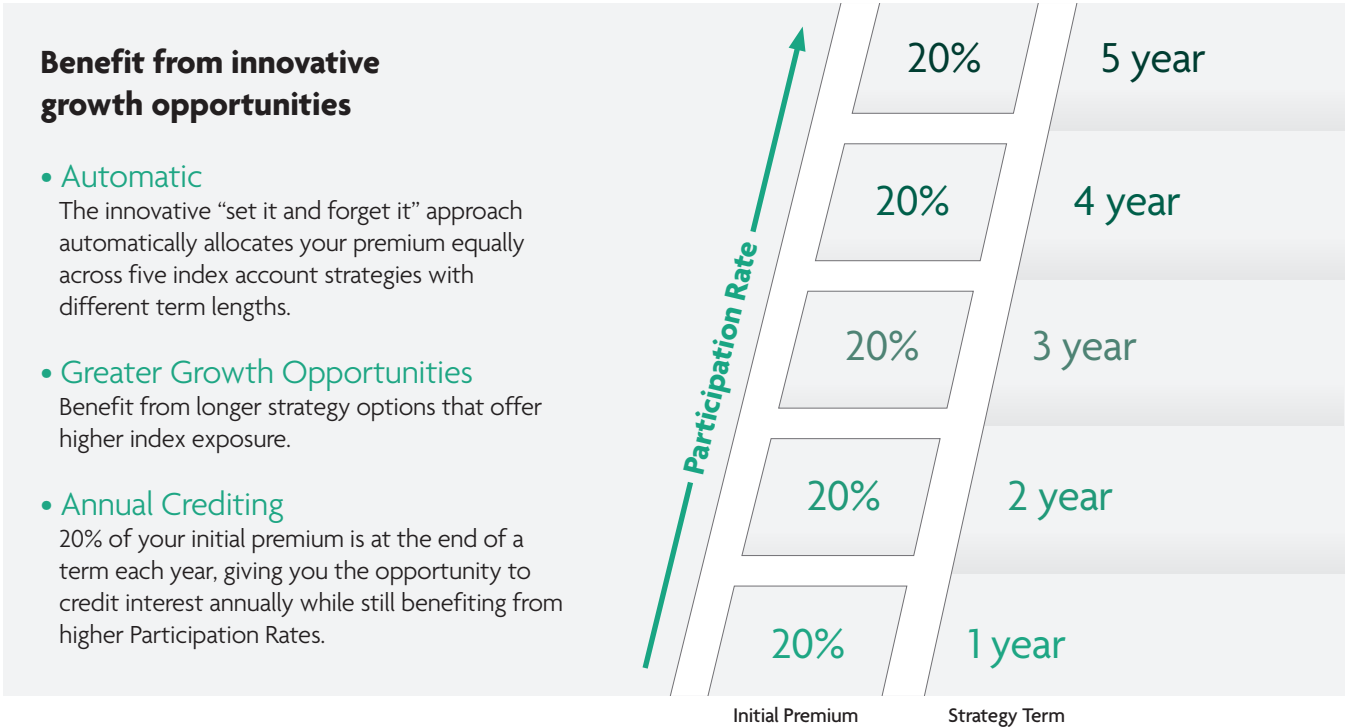 Benefit from innovative
growth opportunities
• Automatic
The innovative “set it and forget it” approach
automatically allocates your premium equally
across five index account strategies with
different term lengths.
• Greater Growth Opportunities
Benefit from longer strategy options that offer
higher index exposure.
• Annual Crediting
20% of your initial premium is at the end of a
term each year, giving you the opportunity to
credit interest annually while still benefiting from
higher Participation Rates.
Participation Rate
20% 5 year
20% 4 year
20% 3 year
20% 2 year
20% 1 year
Initial Premium Strategy Term